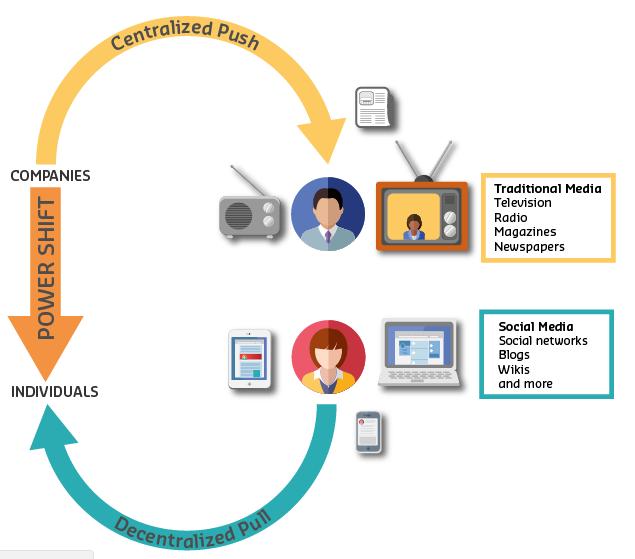 Centralized Push
COMPANIES
POWER SHIFT
Traditional Media
Television
Radio
Magazines
Newspapers
Social Media
Social networks
Blogs
Wikis
and more
INDIVIDUALS
Decentralized Pull